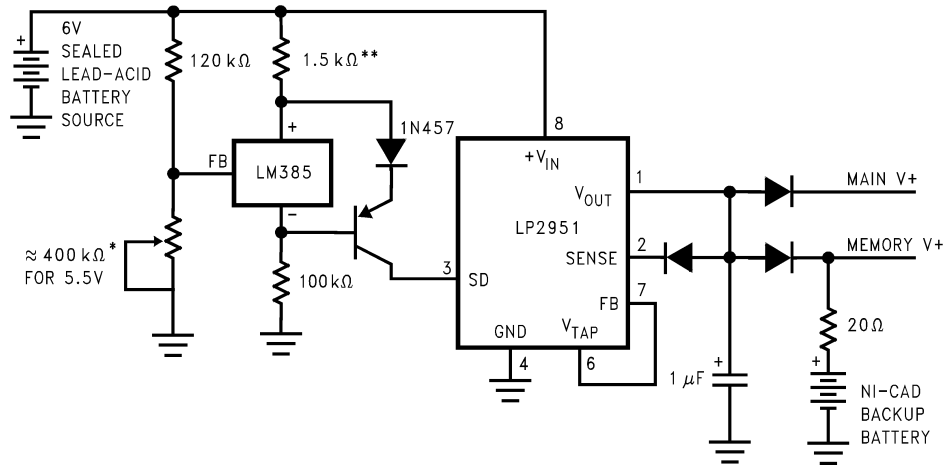 +
6V
SEALED
LEAD-ACID
BATTERY
SOURCE
120 kΩ
1.5 kΩ**
1N457
8
+
FB
LM385
−
+VIN
1
VOUT
MAIN V+
LP2951
2
SENSE
MEMORY V+
≈ 400 kΩ*
FOR 5.5V
100 kΩ
3
SD
7
FB
20Ω
GND
VTAP
4
6
+
1 μF
+
NI-CAD
BACKUP
BATTERY